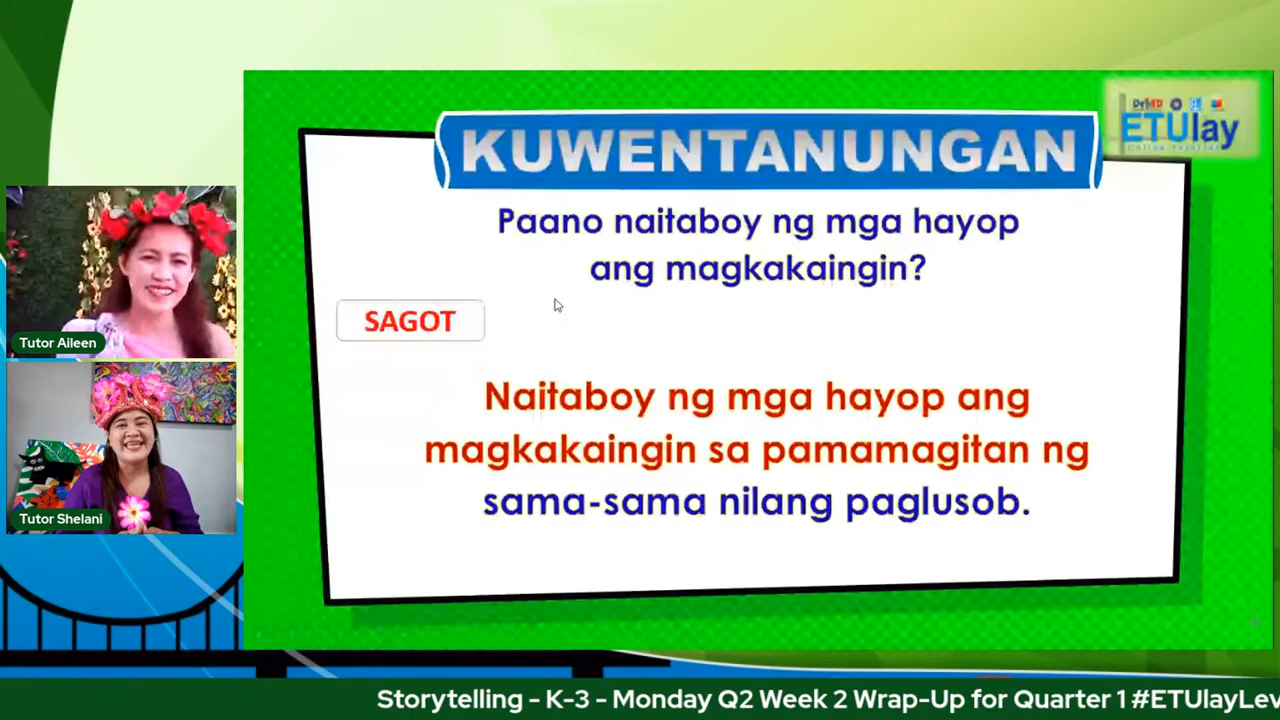 DepED
ETUlay
KUWENTANUNGAN
Paano naitaboy ng mga hayop
ang magkakaingin?
SAGOT
Naitaboy ng mga hayop ang
magkakaingin sa pamamagitan ng
sama-sama nilang paglusob.
Tutor Aileen
Tutor Shelani
Storytelling - K-3 - Monday Q2 Week 2 Wrap-Up for Quarter 1 #ETUlayLev